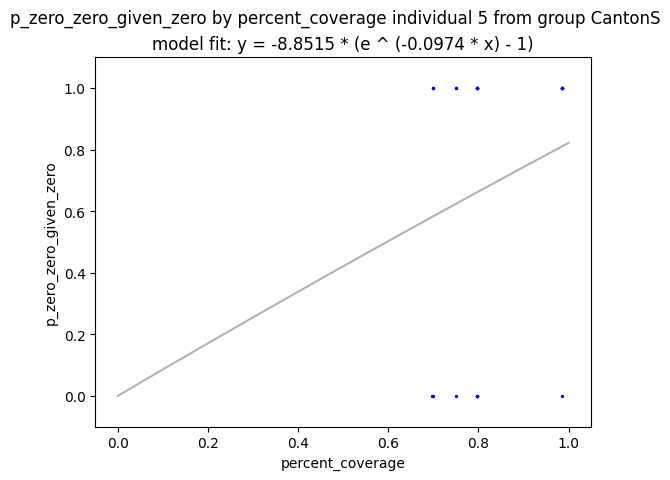 p_zero_zero_given_zero by percent_coverage individual 5 from group CantonS
model fit: y = -8.8515 * (e ^ (-0.0974 * x) - 1)
1.0
0.8
0.6
0.4
0.2
0.0
p_zero_zero_given_zero
0.0 0.2 0.4 0.6 0.8 1.0
percent_coverage